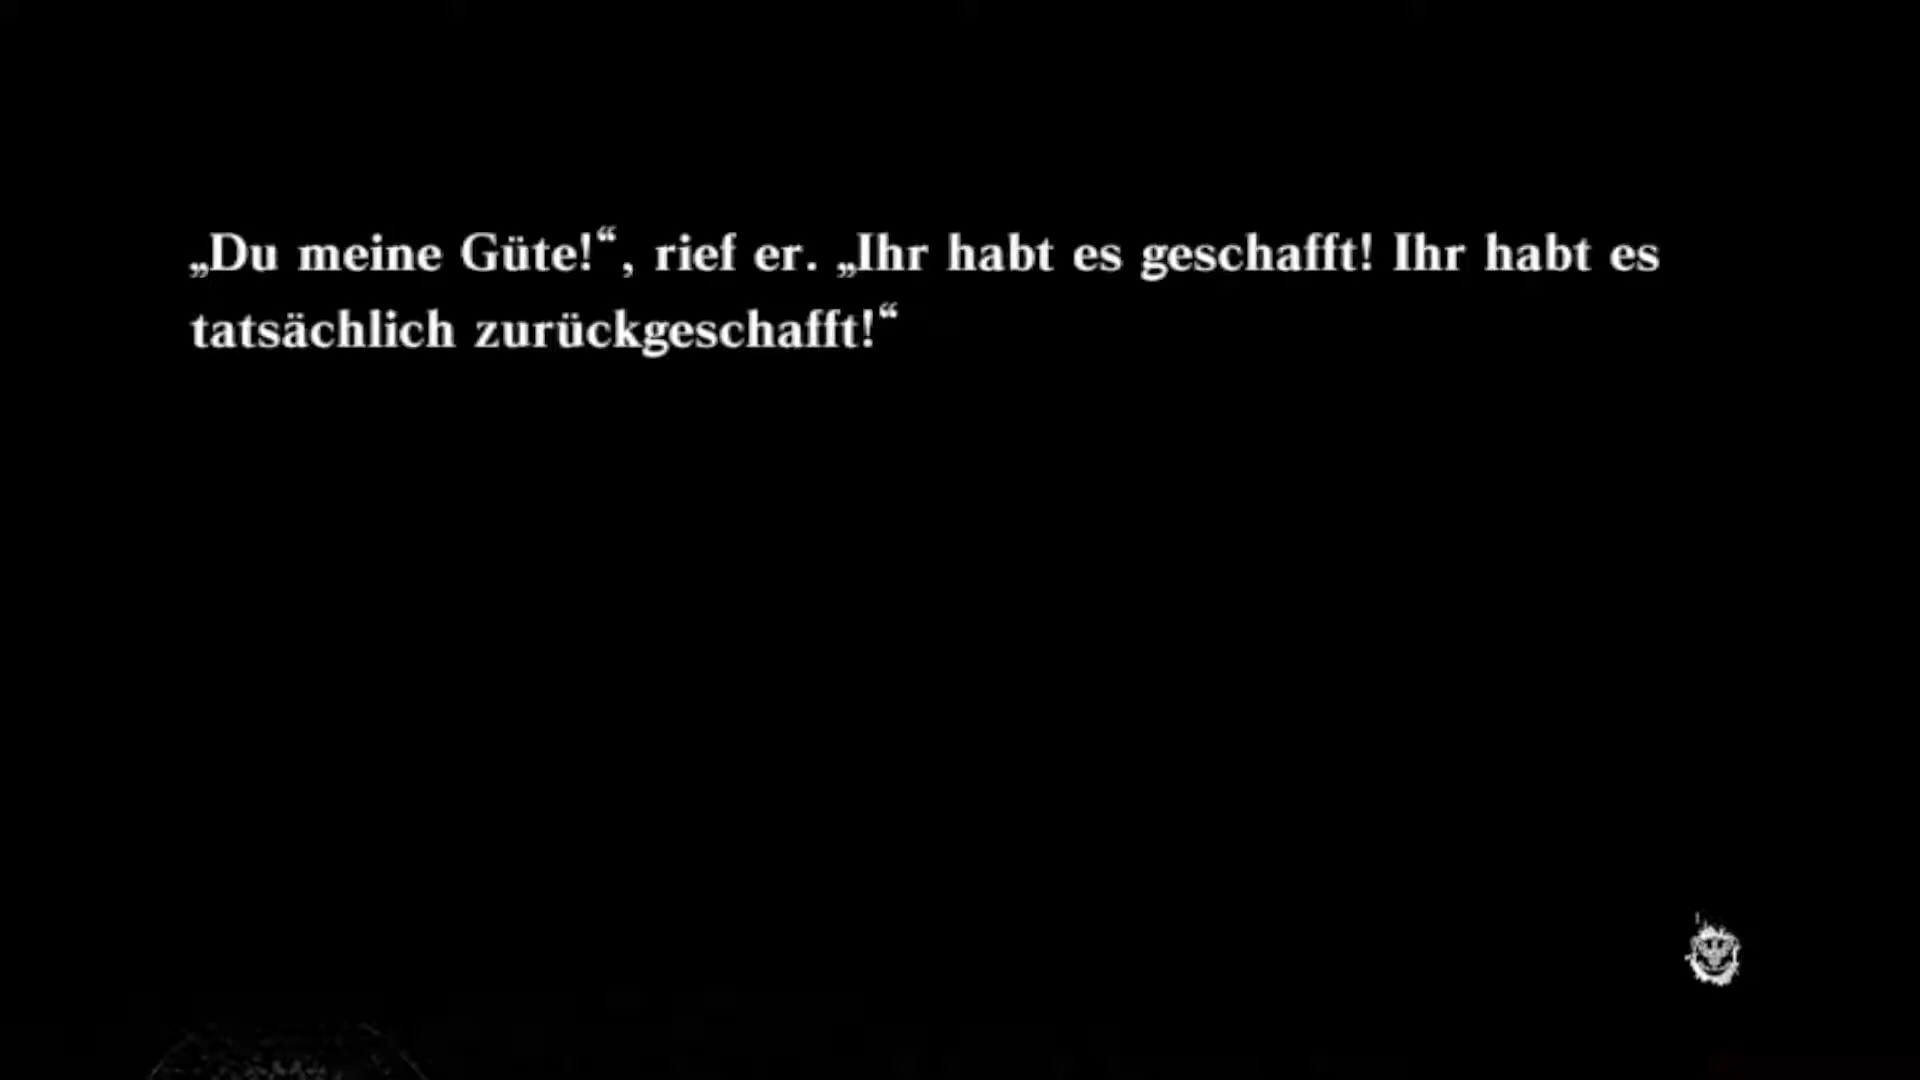 „Du meine Güte!“, rief er. „Ihr habt es geschafft! Ihr habt es
tatsächlich zurückgeschafft!“